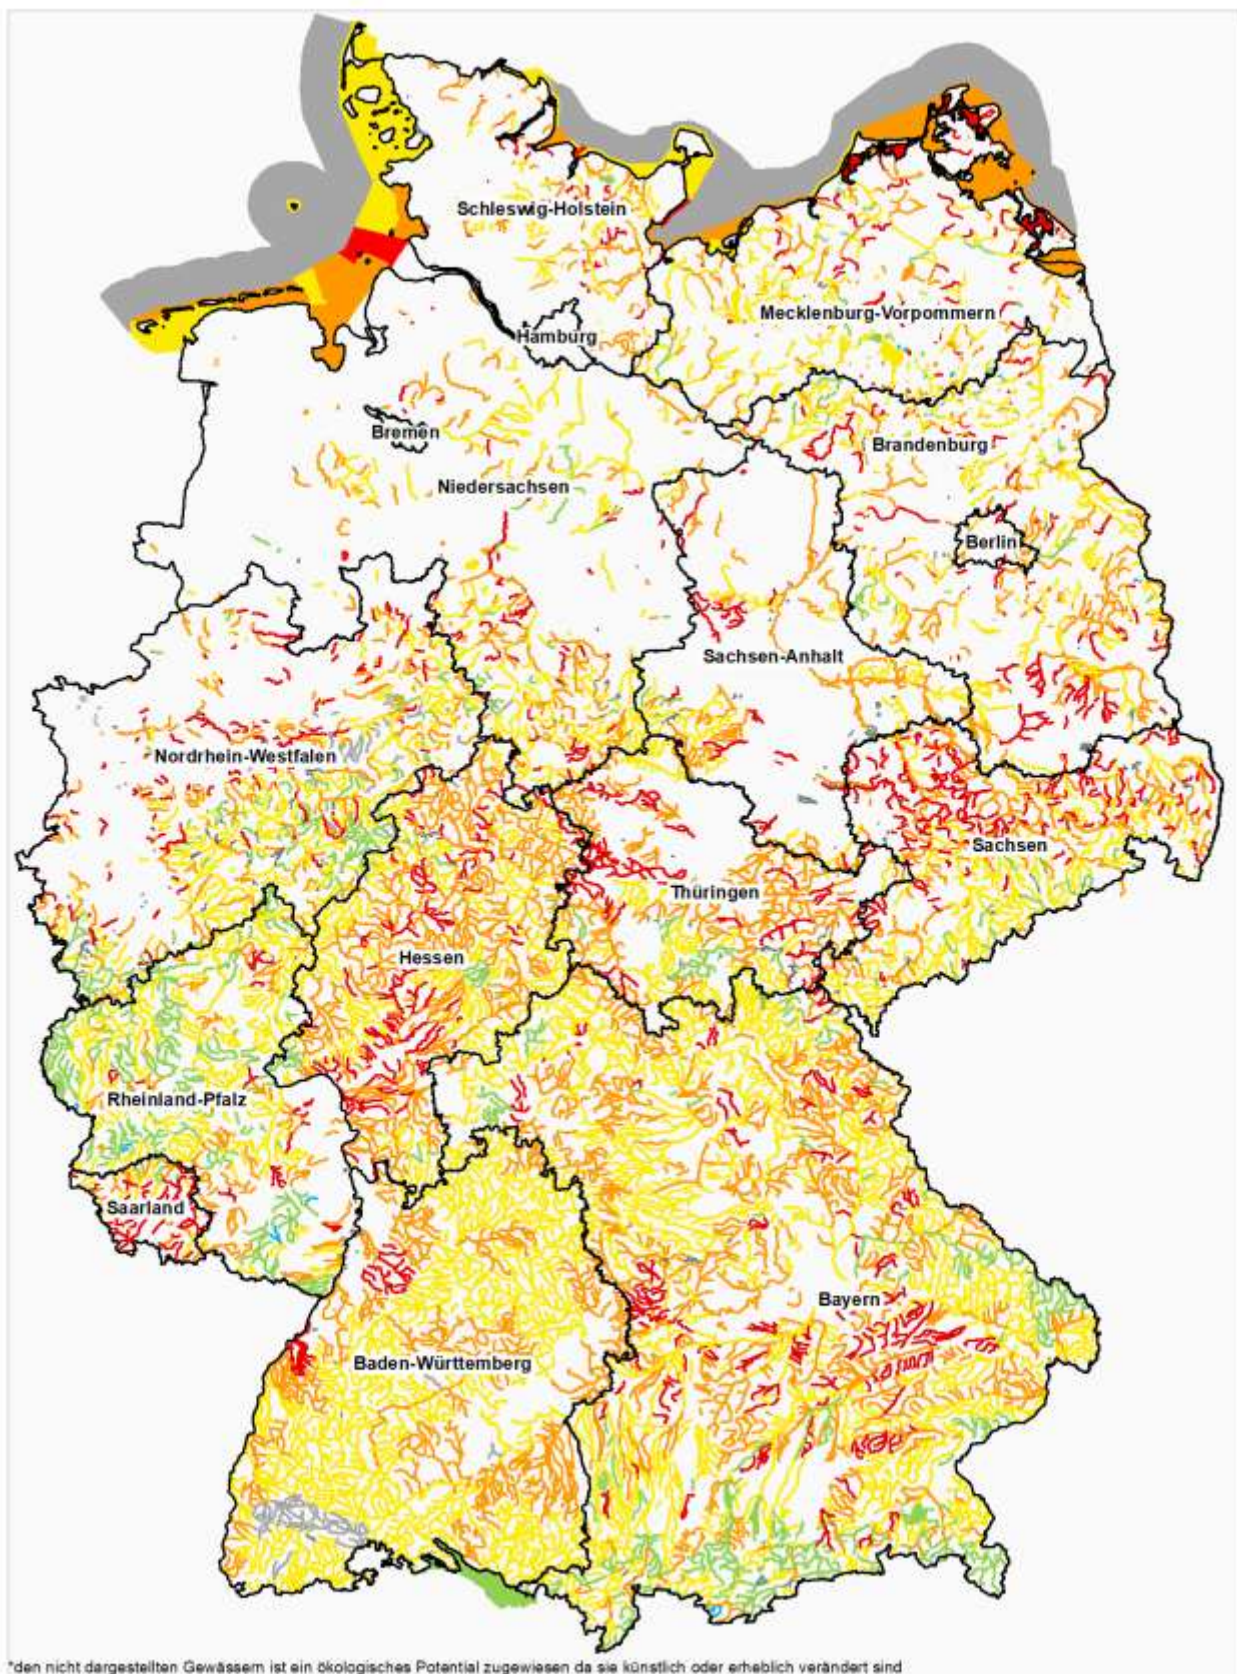 Schleswig-Holstein
Mecklenburg-Vorpommern
Hamburg
Bremen
Brandenburg
Niedersachsen
Berlin
Sachsen-Anhalt
Nordrhein-Westfalen
Sachsen
Thüringen
Hessen
Rheinland-Pfalz
Saarland
Bayern
Baden-Württemberg
*den nicht dargestellten Gewässern ist ein ökologisches Potential zugewiesen da sie künstlich oder erheblich verändert sind